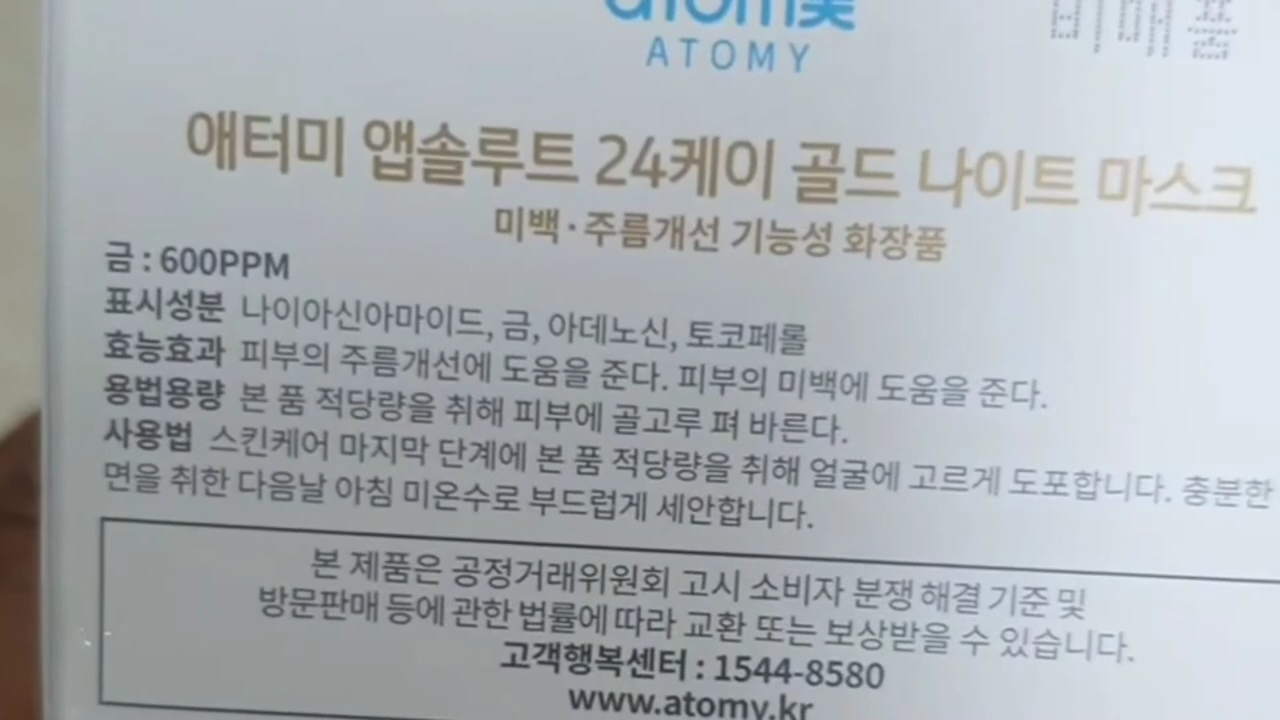 atom美
ATOMY
애터미 앱솔루트 24케이 골드 나이트 마스크
미백·주름개선 기능성 화장품
금 : 600PPM
표시성분 나이아신아마이드, 금, 아데노신, 토코페롤
효능효과 피부의 주름개선에 도움을 준다. 피부의 미백에 도움을 준다.
용법용량 본 품 적당량을 취해 피부에 골고루 펴 바른다.
사용법 스킨케어 마지막 단계에 본 품 적당량을 취해 얼굴에 고르게 도포합니다. 충분한
면을 취한 다음날 아침 미온수로 부드럽게 세안합니다.
본 제품은 공정거래위원회 고시 소비자 분쟁 해결 기준 및
방문판매 등에 관한 법률에 따라 교환 또는 보상받을 수 있습니다.
고객행복센터 : 1544-8580
www.atomy.kr